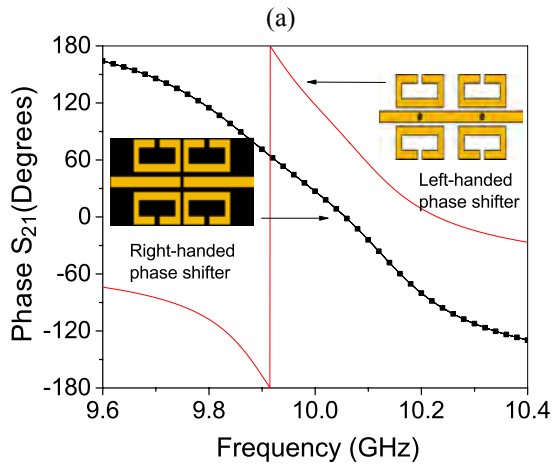 (a)
180
120
60
0
-60
-120
-180
Phase S21(Degrees)
Left-handed
phase shifter
Right-handed
phase shifter
9.6 9.8 10.0 10.2 10.4
Frequency (GHz)